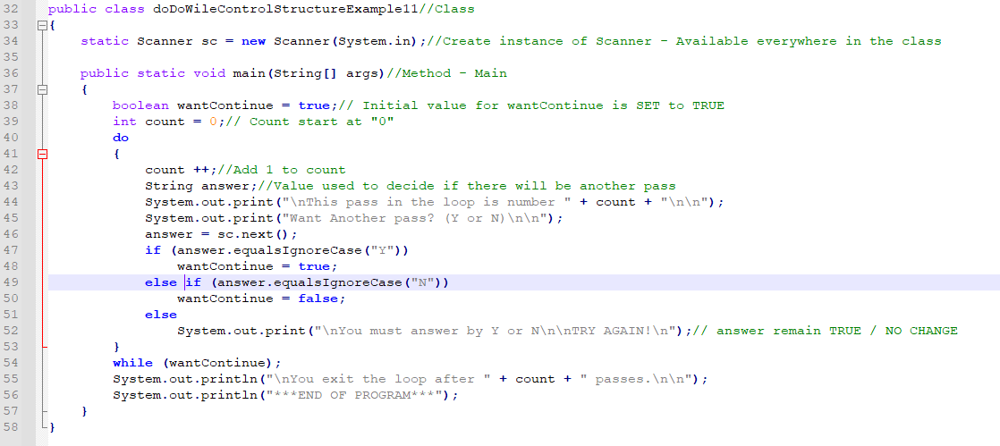 32 public class doDoWileControlStructureExample11//Class
33 {
34 static Scanner sc = new Scanner(System.in);//Create instance of Scanner - Available everywhere in the class
35
36 public static void main(String[] args)//Method - Main
37 {
38 boolean wantContinue = true;// Initial value for wantContinue is SET to TRUE
39 int count = 0;// Count start at "0"
40 do
41 {
42 count ++;//Add 1 to count
43 String answer;//Value used to decide if there will be another pass
44 System.out.print("\nThis pass in the loop is number " + count + "\n\n");
45 System.out.print("Want Another pass? (Y or N)\n\n");
46 answer = sc.next();
47 if (answer.equalsIgnoreCase("Y"))
48 wantContinue = true;
49 else if (answer.equalsIgnoreCase("N"))
50 wantContinue = false;
51 else
52 System.out.print("\nYou must answer by Y or N\n\nTRY AGAIN!\n");// answer remain TRUE / NO CHANGE
53 }
54 while (wantContinue);
55 System.out.println("\nYou exit the loop after " + count + " passes.\n\n");
56 System.out.println("***END OF PROGRAM***");
57 }
58 }